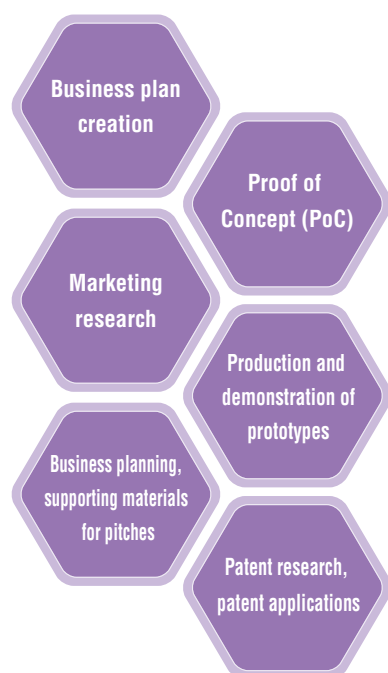 Business plan
creation
Proof of
Concept (PoC)
Marketing
research
Production and
demonstration of
prototypes
Business planning,
supporting materials
for pitches
Patent research,
patent applications